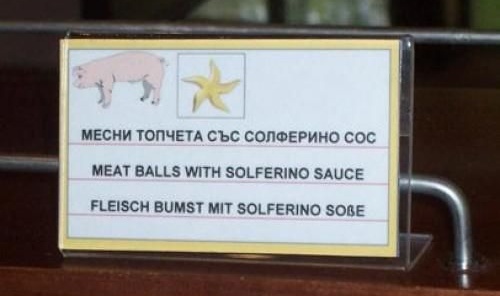 МЕСНИ ТОПЧЕТА СЪС СОЛФЕРИНО СОС
MEAT BALLS WITH SOLFERINO SAUCE
FLEISCH BUMST MIT SOLFERINO SOßE